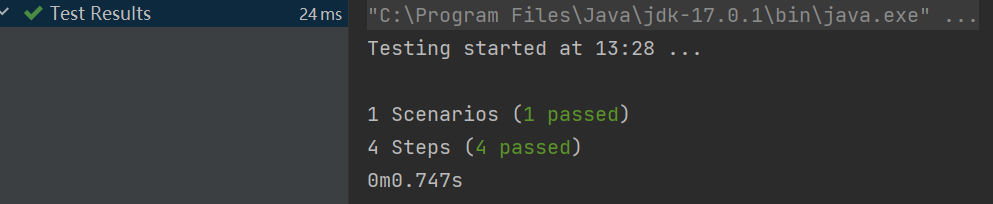 Test Results 24 ms
"C:\Program Files\Java\jdk-17.0.1\bin\java.exe" ...
Testing started at 13:28 ...
1 Scenarios (1 passed)
4 Steps (4 passed)
0m0.747s